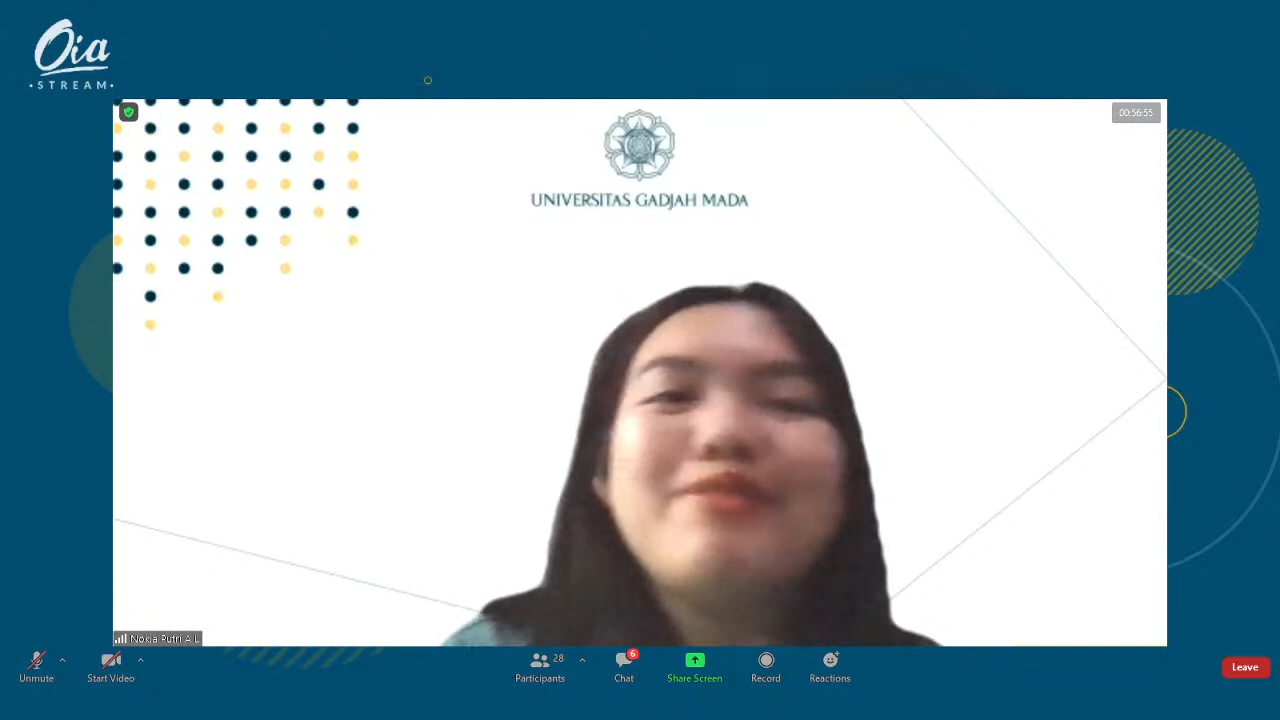 Oia
• STREAM •
00:56:55
UNIVERSITAS GADJAH MADA
Nokia Putri A L
Unmute
Start Video
28
Participants
6
Chat
Share Screen
Record
Reactions
Leave